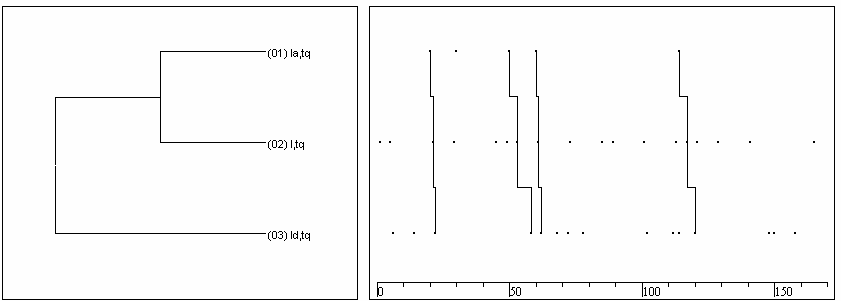 (01) la,tq
(02) l,tq
(03) ld,tq
0 50 100 150